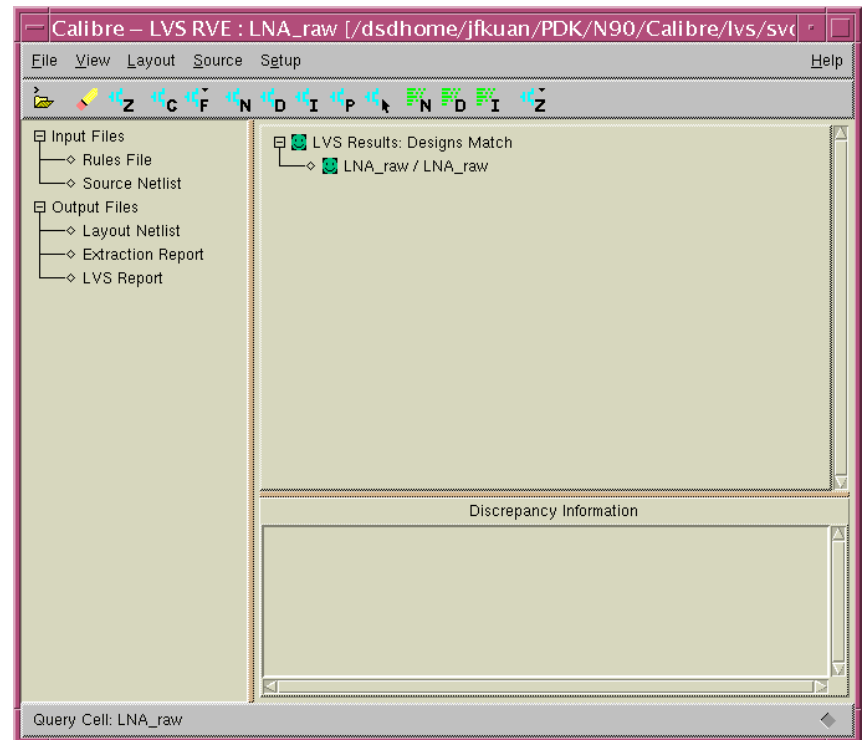 Calibre – LVS RVE : LNA_raw [/dsdhome/jfkuan/PDK/N90/Calibre/lvs/svc
File View Layout Source Setup Help
Z C F N D I P N D I Z
Input Files
Rules File
Source Netlist
Output Files
Layout Netlist
Extraction Report
LVS Report
LVS Results: Designs Match
LNA_raw / LNA_raw
Discrepancy Information
Query Cell: LNA_raw